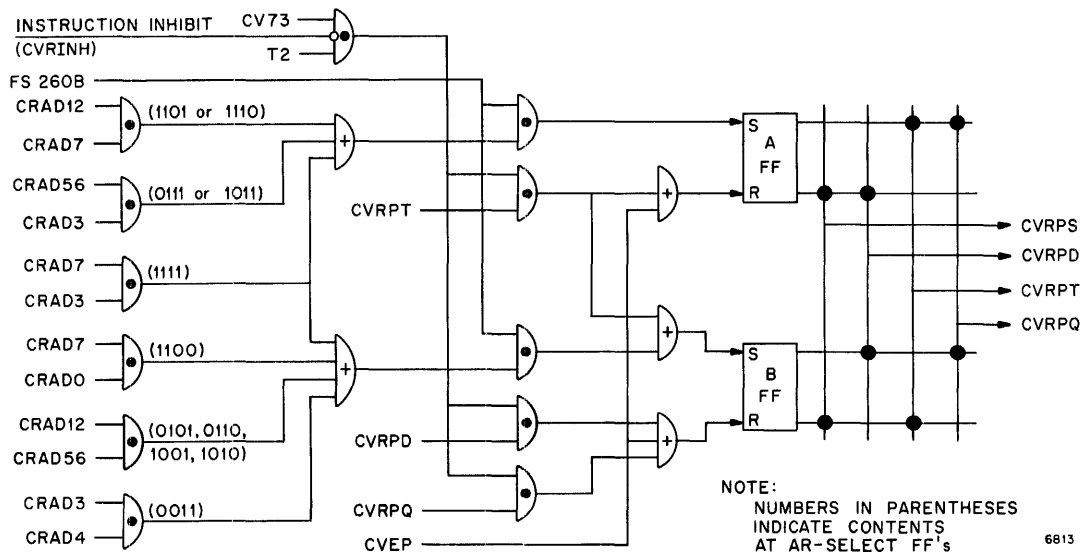 INSTRUCTION INHIBIT
(CVRINH)
CV73
T2
FS 260B
CRAD12
CRAD7
(1101 or 1110)
CRAD56
CRAD3
(0111 or 1011)
CRAD7
CRAD3
(1111)
CRAD7
CRAD0
(1100)
CRAD12
CRAD56
(0101, 0110,
1001, 1010)
CRAD3
CRAD4
(0011)
+
+
CVRPT
CVRPD
CVRPQ
CVEP
+
+
+
S
A
FF
R
S
B
FF
R
CVRPS
CVRPD
CVRPT
CVRPQ
NOTE:
NUMBERS IN PARENTHESES
INDICATE CONTENTS
AT AR-SELECT FF's
6813